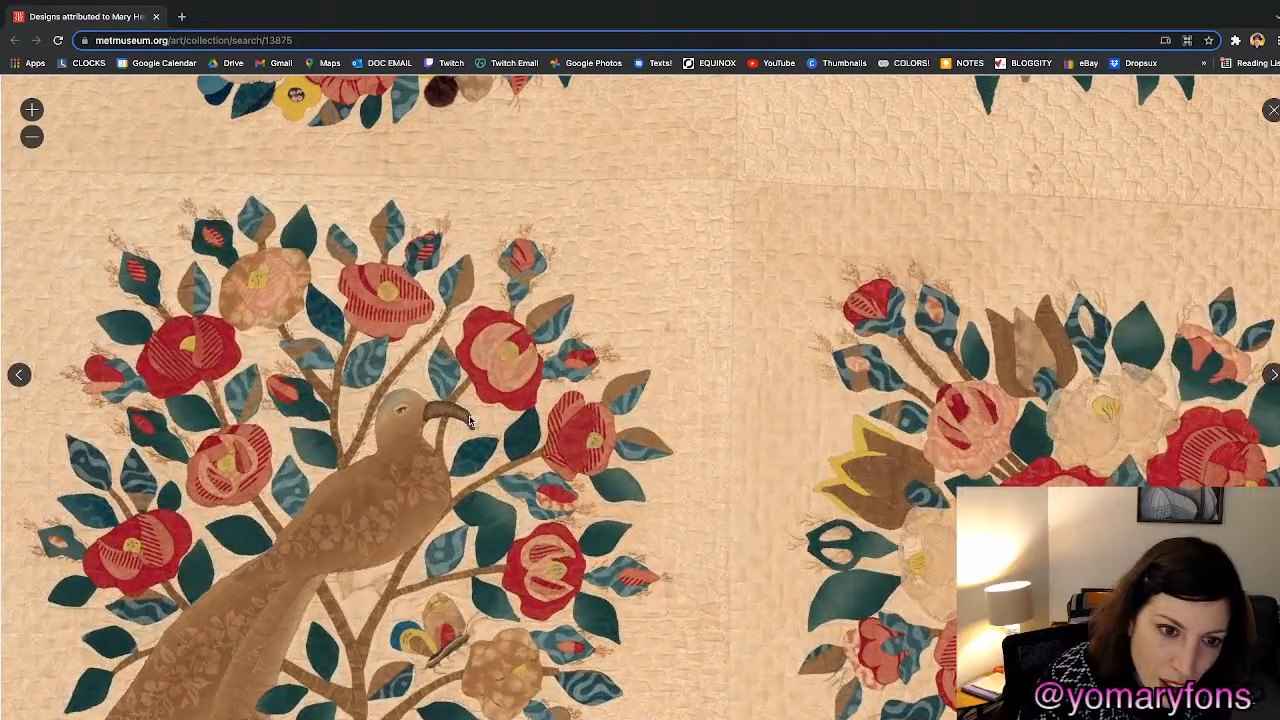 Designs attributed to Mary He
metmuseum.org/art/collection/search/13875
Apps CLOCKS Google Calendar Drive Gmail Maps DOC EMAIL Twitch Twitch Email Google Photos Texts! EQUINOX YouTube Thumbnails COLORS! NOTES BLOGGITY eBay Dropsux » Reading Lis
@yomaryfons